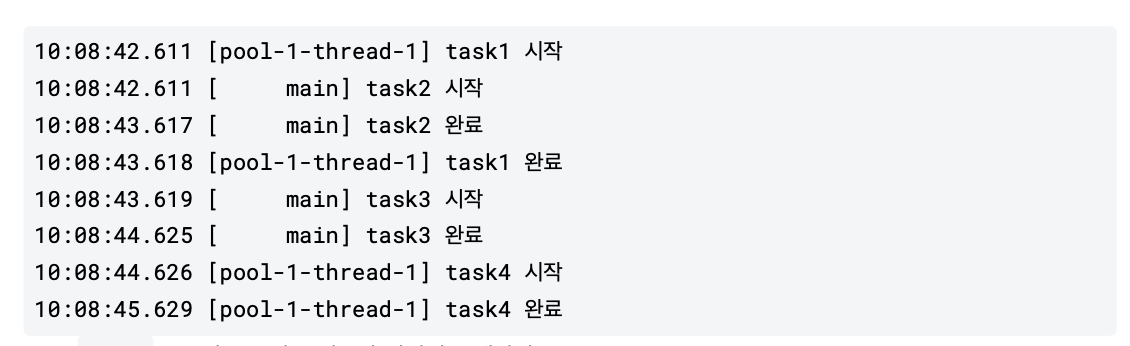 10:08:42.611 [pool-1-thread-1] task1 시작
10:08:42.611 [     main] task2 시작
10:08:43.617 [     main] task2 완료
10:08:43.618 [pool-1-thread-1] task1 완료
10:08:43.619 [     main] task3 시작
10:08:44.625 [     main] task3 완료
10:08:44.626 [pool-1-thread-1] task4 시작
10:08:45.629 [pool-1-thread-1] task4 완료